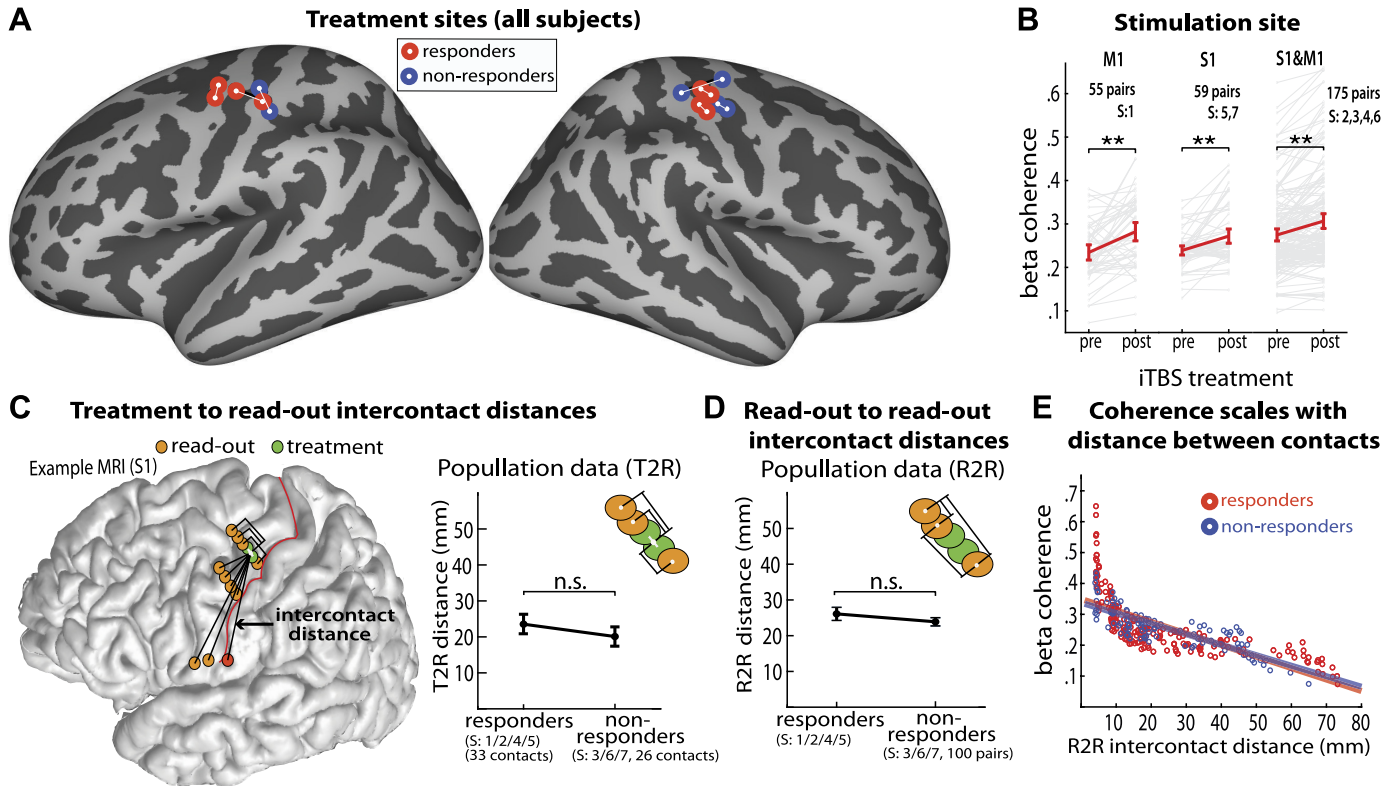 A
Treatment sites (all subjects)
responders
non-responders
B
Stimulation site
M1
S1
S1&M1
55 pairs
59 pairs
175 pairs
S:1
S: 5,7
S: 2,3,4,6
**
**
**
beta coherence
.6
.5
.4
.3
.2
.1
pre
post
pre
post
pre
post
iTBS treatment
C
Treatment to read-out intercontact distances
read-out
treatment
Example MRI (S1)
intercontact
distance
Popullation data (T2R)
T2R distance (mm)
50
40
30
20
10
n.s.
responders
(S: 1/2/4/5)
(33 contacts)
non-
responders
(S: 3/6/7, 26 contacts)
D
Read-out to read-out
intercontact distances
Population data (R2R)
R2R distance (mm)
50
40
30
20
10
n.s.
responders
(S: 1/2/4/5)
non-
responders
(S: 3/6/7, 100 pairs)
E
Coherence scales with
distance between contacts
responders
non-responders
beta coherence
.7
.6
.5
.4
.3
.2
.1
10 20 30 40 50 60 70 80
R2R intercontact distance (mm)